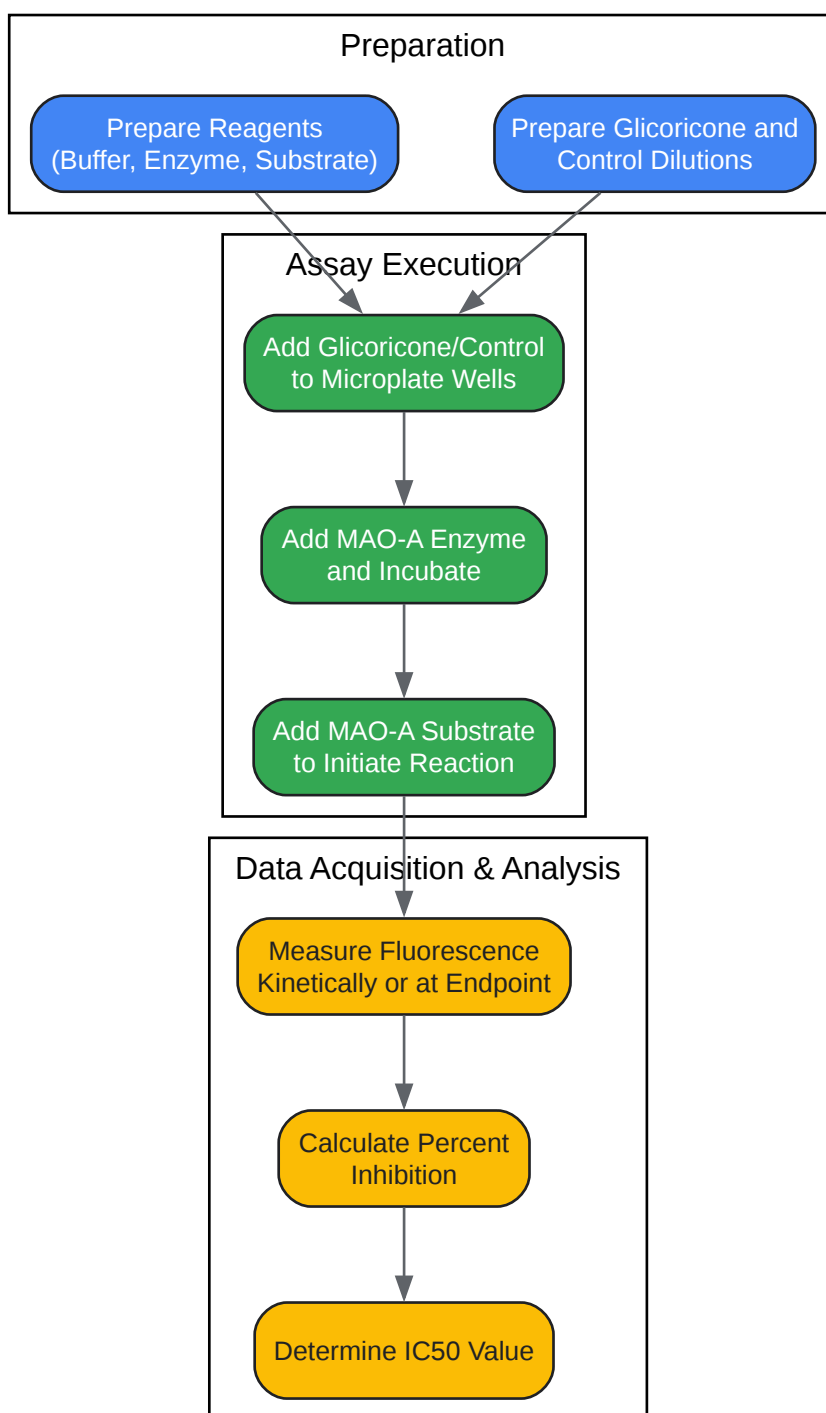 Preparation
Prepare Reagents
(Buffer, Enzyme, Substrate)
Prepare Glicoricone and
Control Dilutions
Assay Execution
Add Glicoricone/Control
to Microplate Wells
Add MAO-A Enzyme
and Incubate
Add MAO-A Substrate
to Initiate Reaction
Data Acquisition & Analysis
Measure Fluorescence
Kinetically or at Endpoint
Calculate Percent
Inhibition
Determine IC50 Value